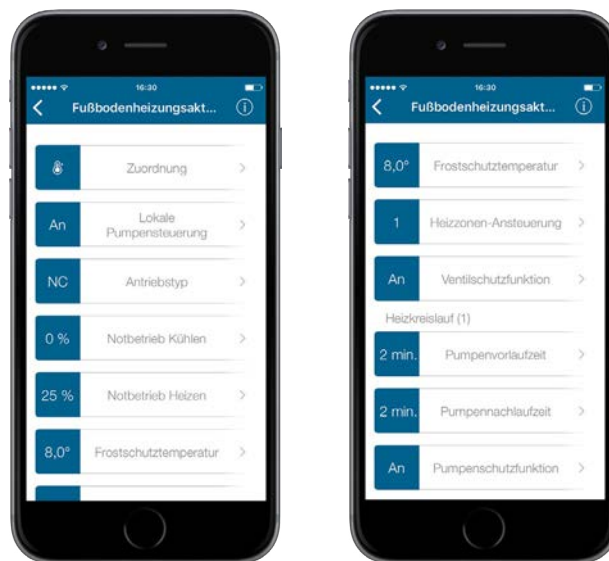 16:30
Fußbodenheizungsakt...
Zuordnung
An
Lokale
Pumpensteuerung
NC
Antriebstyp
0 %
Notbetrieb Kühlen
25 %
Notbetrieb Heizen
8,0°
Frostschutztemperatur
16:30
Fußbodenheizungsakt...
8,0°
Frostschutztemperatur
1
Heizzonen-Ansteuerung
An
Ventilschutzfunktion
Heizkreislauf (1)
2 min.
Pumpenvorlaufzeit
2 min.
Pumpennachlaufzeit
An
Pumpenschutzfunktion